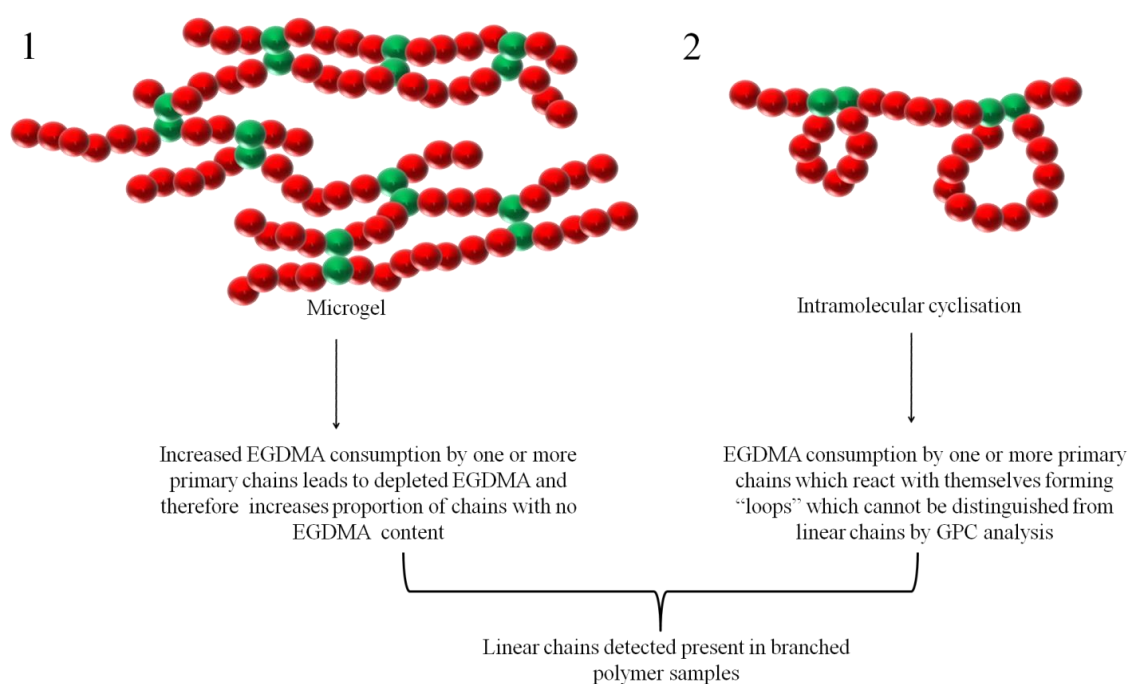 1
2
Microgel
Intramolecular cyclisation
Increased EGDMA consumption by one or more
primary chains leads to depleted EGDMA and
therefore increases proportion of chains with no
EGDMA content
EGDMA consumption by one or more primary
chains which react with themselves forming
“loops” which cannot be distinguished from
linear chains by GPC analysis
Linear chains detected present in branched
polymer samples